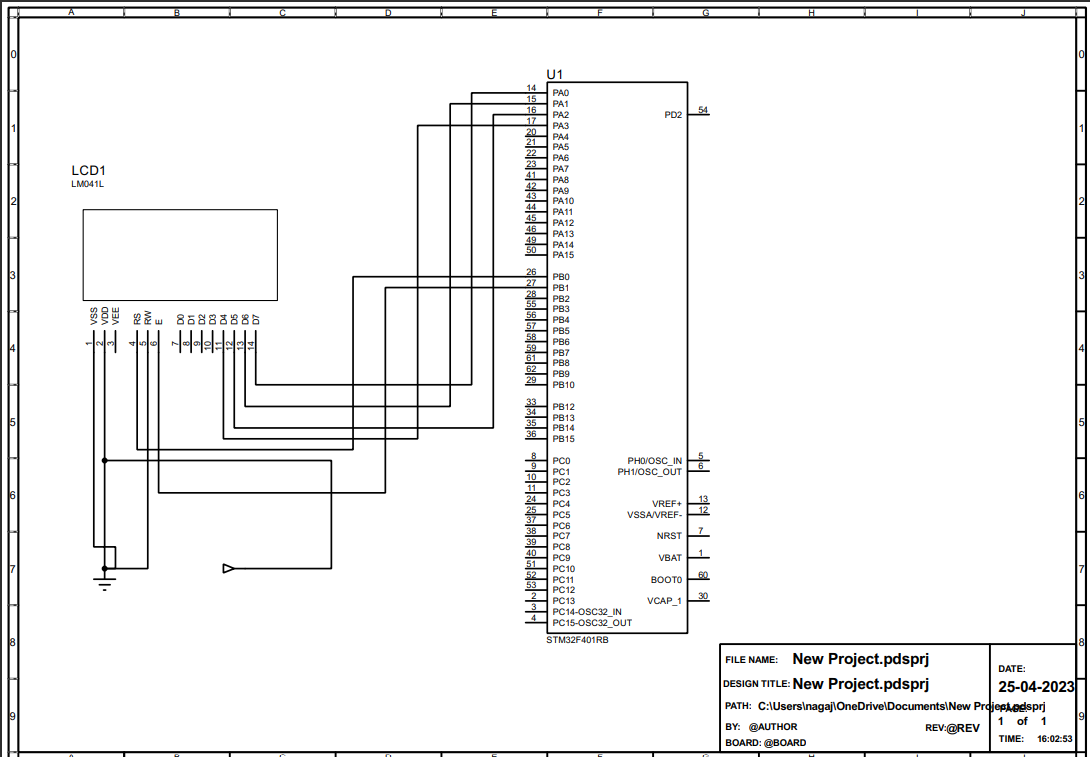 A B C D E F G H I J
0 0
1 1
2 2
3 3
4 4
5 5
6 6
7 7
8 8
9 9
LCD1
LM041L
VSS VDD VEE RS RW E D0 D1 D2 D3 D4 D5 D6 D7
1 2 3 4 5 6 7 8 9 10 11 12 13 14
U1
14 PA0
15 PA1
16 PA2
17 PA3
20 PA4
21 PA5
22 PA6
23 PA7
41 PA8
42 PA9
43 PA10
44 PA11
45 PA12
46 PA13
49 PA14
50 PA15
26 PB0
27 PB1
28 PB2
55 PB3
56 PB4
57 PB5
58 PB6
59 PB7
61 PB8
62 PB9
29 PB10
33 PB12
34 PB13
35 PB14
36 PB15
8 PC0
9 PC1
10 PC2
11 PC3
24 PC4
25 PC5
37 PC6
38 PC7
39 PC8
40 PC9
51 PC10
52 PC11
53 PC12
2 PC13
3 PC14-OSC32_IN
4 PC15-OSC32_OUT
PD2 54
PH0/OSC_IN 5
PH1/OSC_OUT 6
VREF+ 13
VSSA/VREF- 12
NRST 7
VBAT 1
BOOT0 60
VCAP_1 30
STM32F401RB
FILE NAME: New Project.pdsprj
DESIGN TITLE: New Project.pdsprj
PATH: C:\Users\nagaj\OneDrive\Documents\New Project.pdsprj
BY: @AUTHOR REV:@REV
BOARD: @BOARD
DATE:
25-04-2023
PAGE:
1 of 1
TIME: 16:02:53